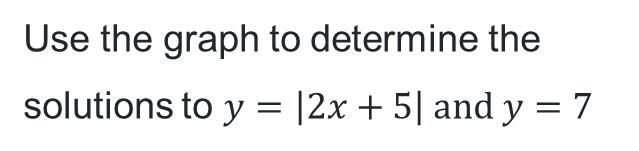 Use the graph to determine the
solutions to y = |2x + 5| and y = 7